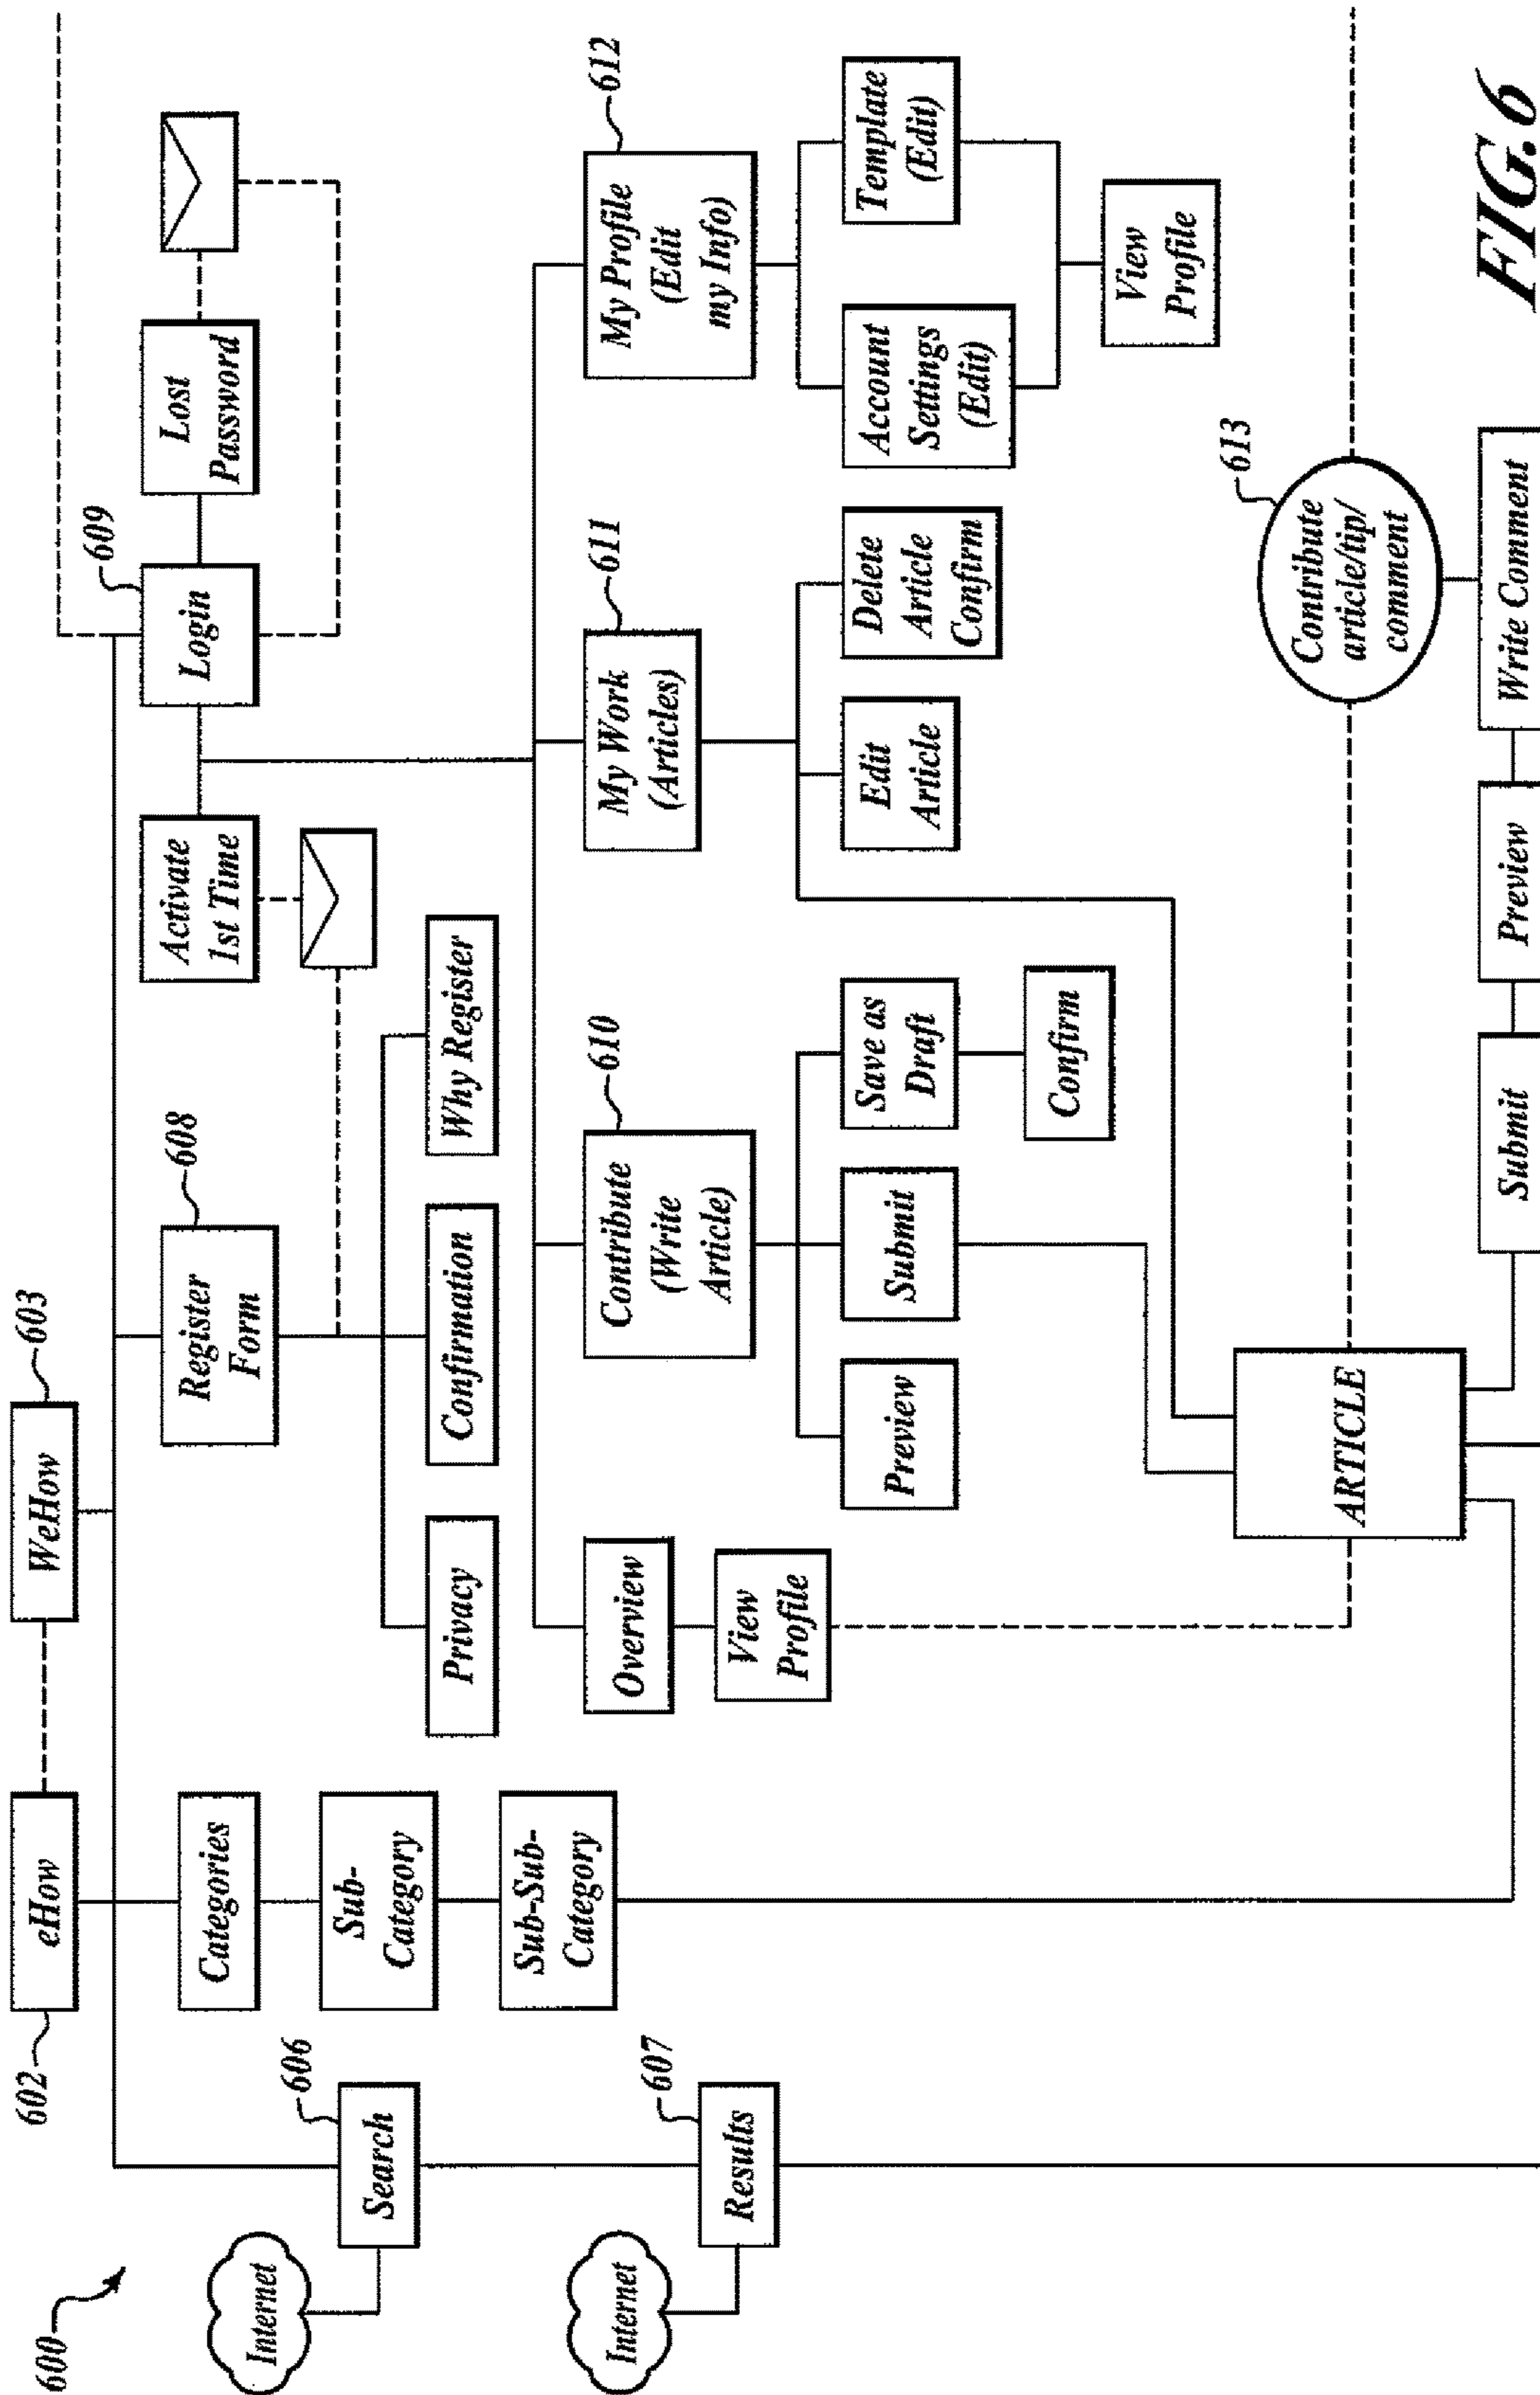 600
602
eHow
WeHow
603
Internet
Search
606
Categories
Register
Form
608
Activate
1st Time
Login
609
Lost
Password
Sub-
Category
Privacy
Confirmation
Why Register
Internet
Results
607
Sub-Sub-
Category
Overview
View
Profile
Contribute
(Write
Article)
610
My Work
(Articles)
611
My Profile
(Edit
my Info)
612
Preview
Submit
Save as
Draft
Confirm
Edit
Article
Delete
Article
Confirm
Account
Settings
(Edit)
Template
(Edit)
View
Profile
ARTICLE
Contribute
article/tip/
comment
613
Submit
Preview
Write Comment
FIG. 6